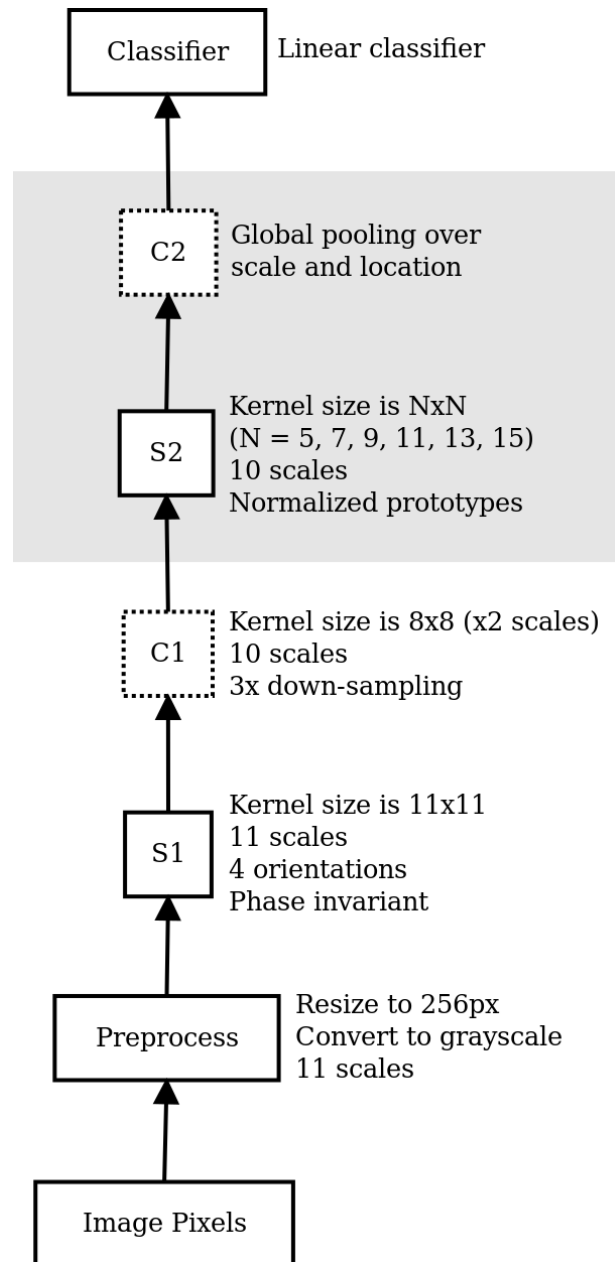 Classifier
Linear classifier
C2
Global pooling over
scale and location
S2
Kernel size is NxN
(N = 5, 7, 9, 11, 13, 15)
10 scales
Normalized prototypes
C1
Kernel size is 8x8 (x2 scales)
10 scales
3x down-sampling
S1
Kernel size is 11x11
11 scales
4 orientations
Phase invariant
Preprocess
Resize to 256px
Convert to grayscale
11 scales
Image Pixels